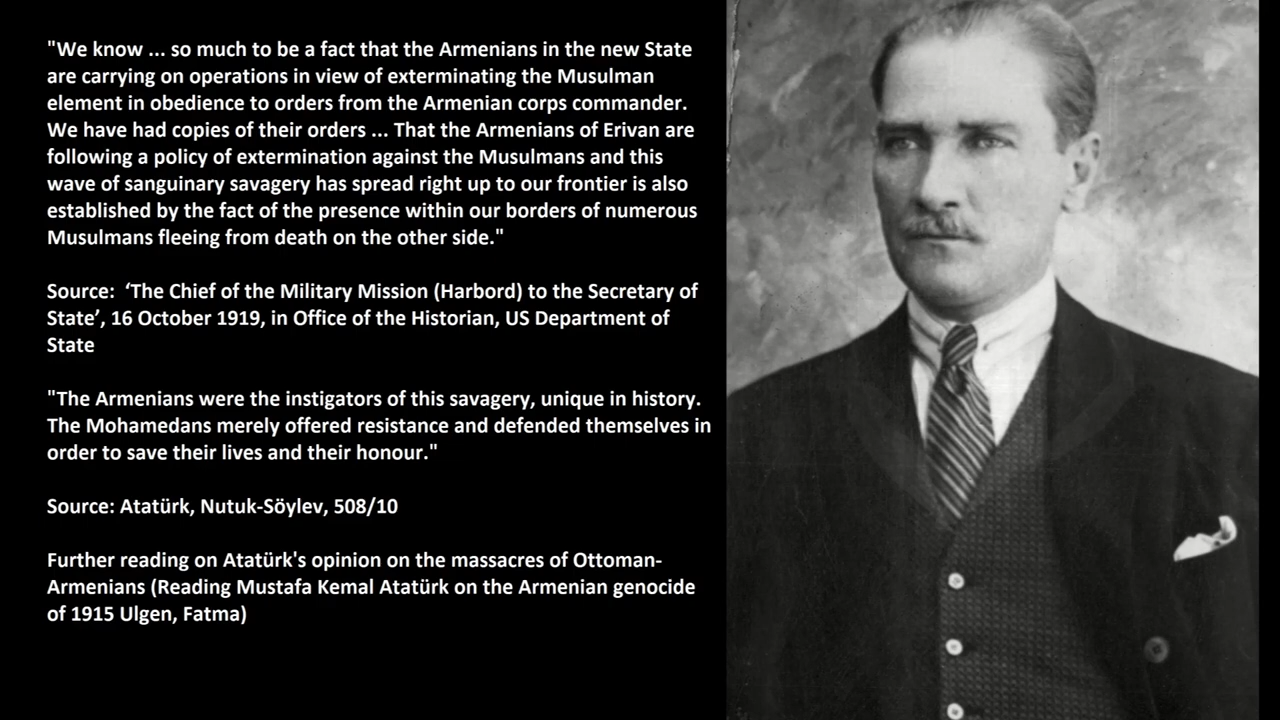 "We know ... so much to be a fact that the Armenians in the new State
are carrying on operations in view of exterminating the Musulman
element in obedience to orders from the Armenian corps commander.
We have had copies of their orders ... That the Armenians of Erivan are
following a policy of extermination against the Musulmans and this
wave of sanguinary savagery has spread right up to our frontier is also
established by the fact of the presence within our borders of numerous
Musulmans fleeing from death on the other side."
Source:  ‘The Chief of the Military Mission (Harbord) to the Secretary of
State’, 16 October 1919, in Office of the Historian, US Department of
State
"The Armenians were the instigators of this savagery, unique in history.
The Mohamedans merely offered resistance and defended themselves in
order to save their lives and their honour."
Source: Atatürk, Nutuk-Söylev, 508/10
Further reading on Atatürk's opinion on the massacres of Ottoman-
Armenians (Reading Mustafa Kemal Atatürk on the Armenian genocide
of 1915 Ulgen, Fatma)